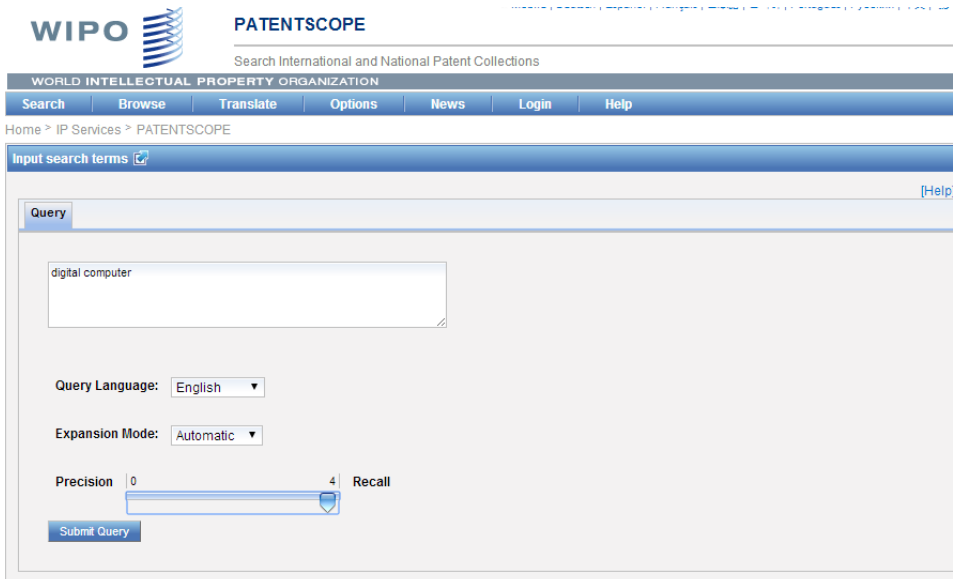 WIPO
PATENTSCOPE
Search International and National Patent Collections
WORLD INTELLECTUAL PROPERTY ORGANIZATION
Search | Browse | Translate | Options | News | Login | Help
Home > IP Services > PATENTSCOPE
Input search terms
[Help]
Query
digital computer
Query Language: English
Expansion Mode: Automatic
Precision 0 4 Recall
Submit Query